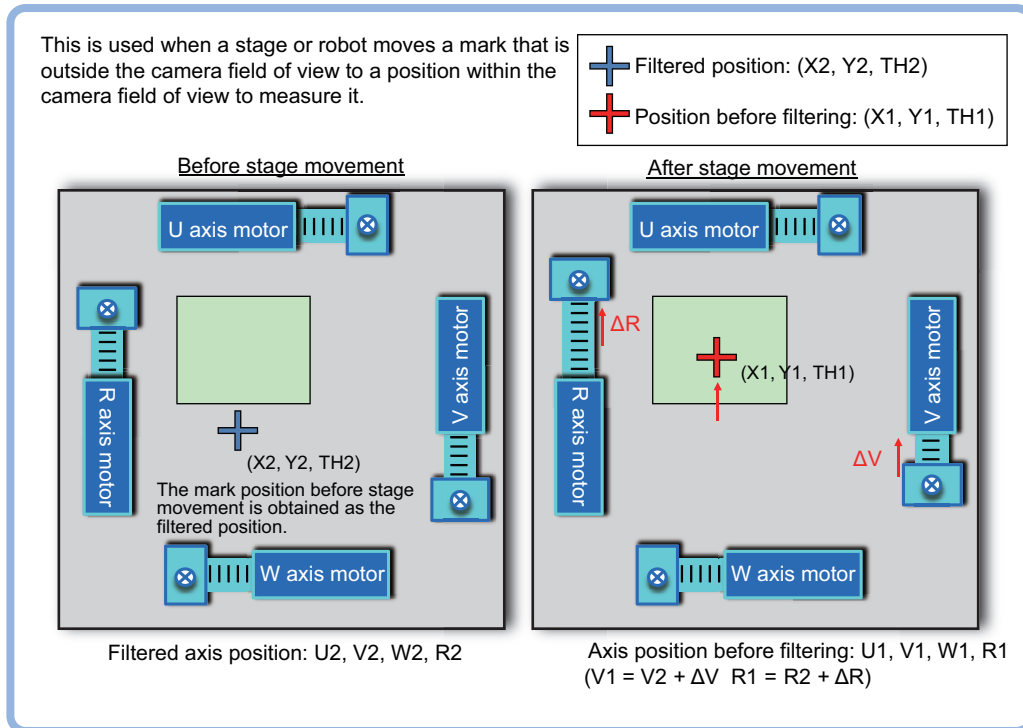 This is used when a stage or robot moves a mark that is
outside the camera field of view to a position within the
camera field of view to measure it.
Filtered position: (X2, Y2, TH2)
Position before filtering: (X1, Y1, TH1)
Before stage movement
U axis motor
R axis motor
V axis motor
(X2, Y2, TH2)
The mark position before stage
movement is obtained as the
filtered position.
W axis motor
Filtered axis position: U2, V2, W2, R2
After stage movement
U axis motor
ΔR
R axis motor
V axis motor
(X1, Y1, TH1)
ΔV
W axis motor
Axis position before filtering: U1, V1, W1, R1
(V1 = V2 + ΔV R1 = R2 + ΔR)